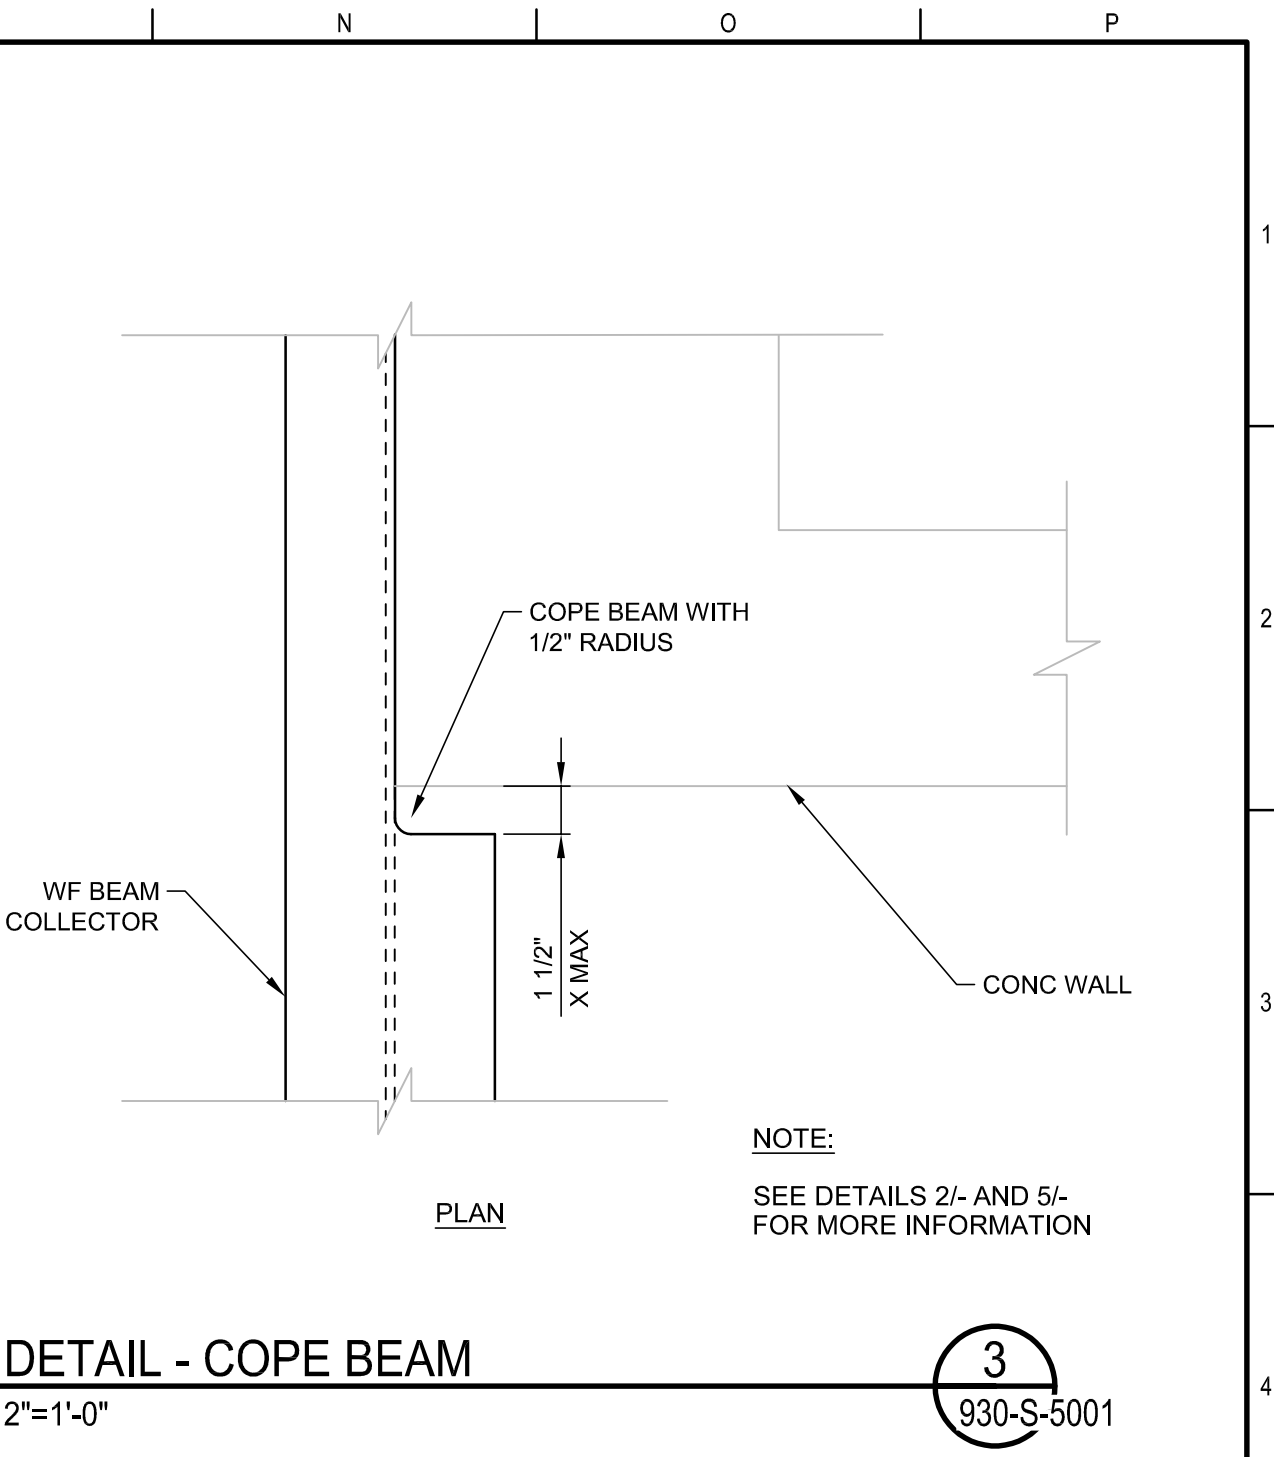 N
O
P
1
2
3
4
COPE BEAM WITH
1/2" RADIUS
WF BEAM
COLLECTOR
1 1/2"
X MAX
CONC WALL
NOTE:
SEE DETAILS 2/- AND 5/-
FOR MORE INFORMATION
PLAN
DETAIL - COPE BEAM
2"=1'-0"
3
930-S-5001